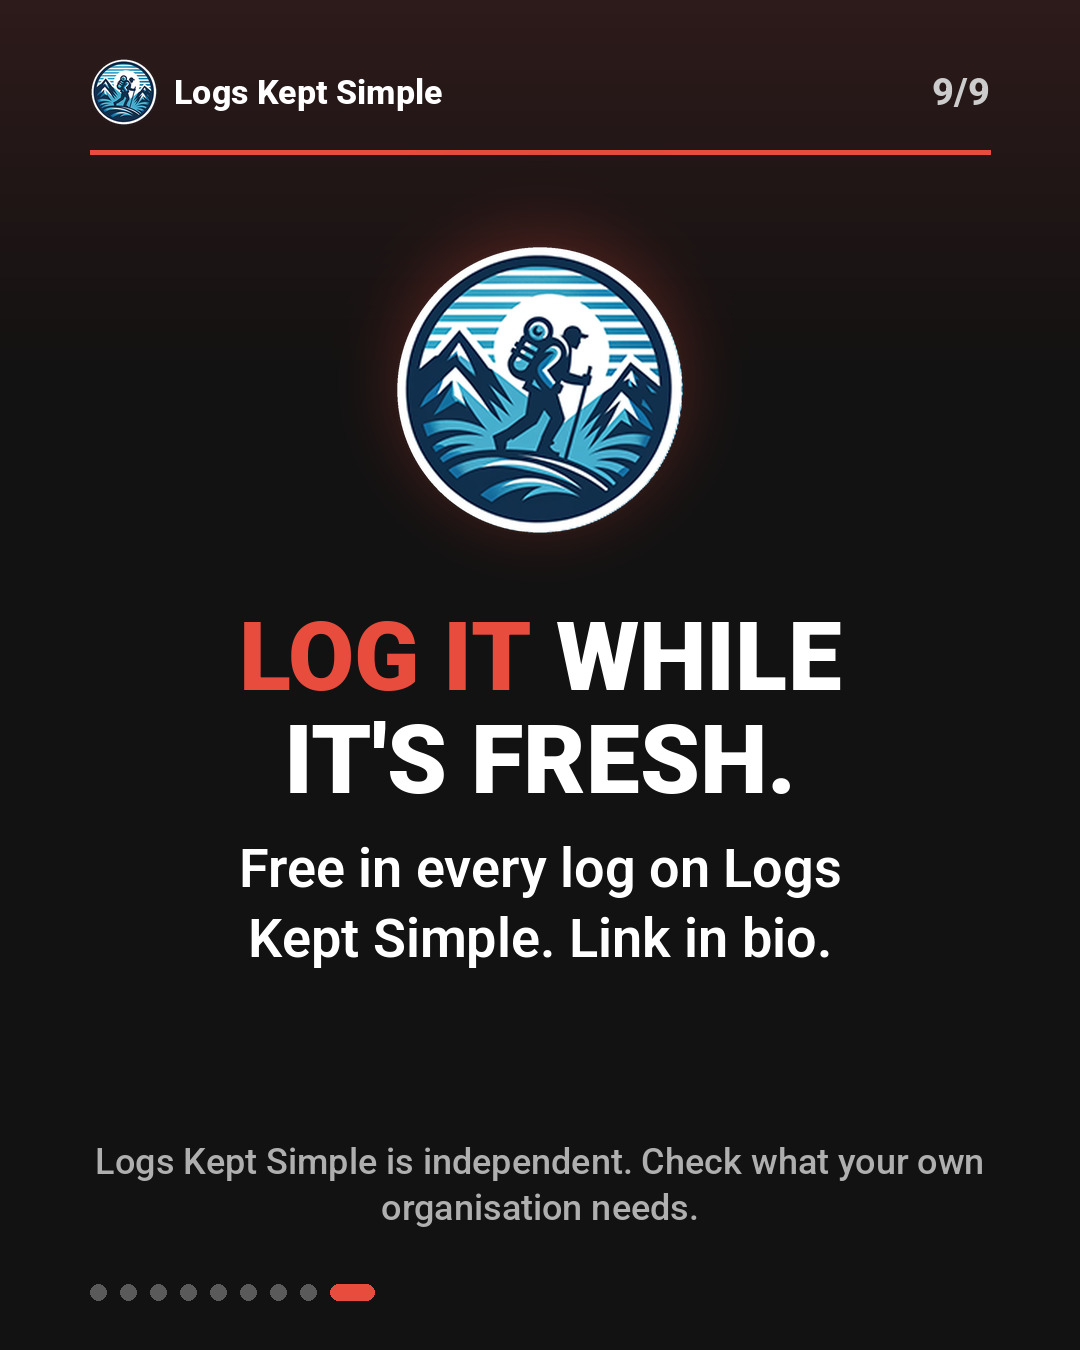 Logs Kept Simple
9/9
LOG IT WHILE
IT'S FRESH.
Free in every log on Logs
Kept Simple. Link in bio.
Logs Kept Simple is independent. Check what your own
organisation needs.